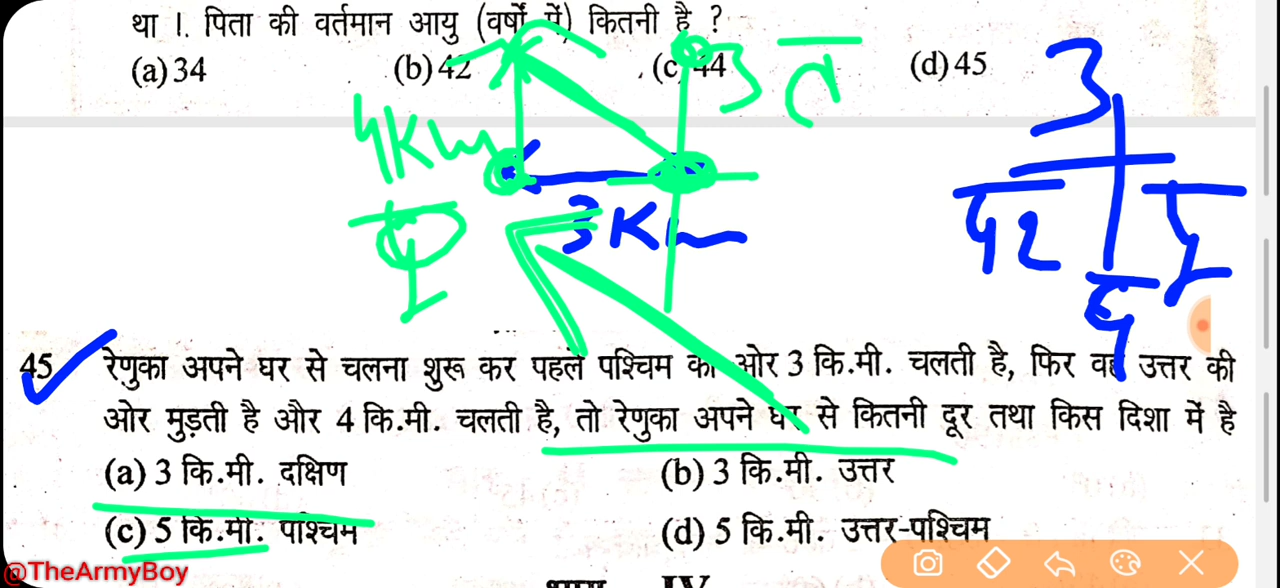 था ।. पिता की वर्तमान आयु (वर्षों में) कितनी है ?
(a) 34 (b) 42 (c) 44 (d) 45
3
4Km
3Km
45 रेणुका अपने घर से चलना शुरू कर पहले पश्चिम की ओर 3 कि.मी. चलती है, फिर वह उत्तर की
ओर मुड़ती है और 4 कि.मी. चलती है, तो रेणुका अपने घर से कितनी दूर तथा किस दिशा में है
(a) 3 कि.मी. दक्षिण (b) 3 कि.मी. उत्तर
(c) 5 कि.मी. पश्चिम (d) 5 कि.मी. उत्तर-पश्चिम
@TheArmyBoy